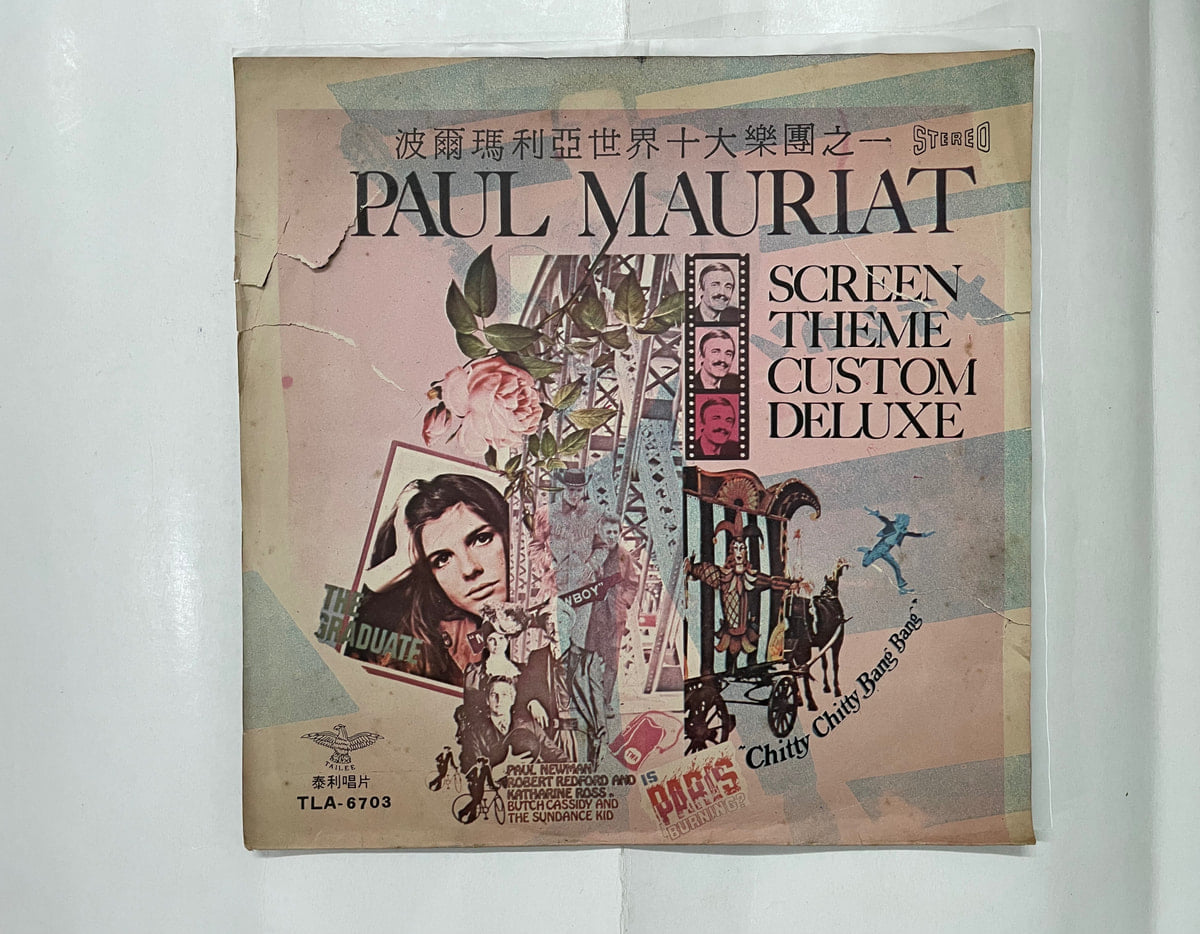 波爾瑪利亞世界十大樂團之一 STEREO
PAUL MAURIAT
SCREEN
THEME
CUSTOM
DELUXE
THE
GRADUATE
WBOY
"Chitty Chitty Bang Bang"
TAILEE
泰利唱片
TLA-6703
PAUL NEWMAN
ROBERT REDFORD AND
KATHARINE ROSS
BUTCH CASSIDY AND
THE SUNDANCE KID
IS
PARIS
BURNING?